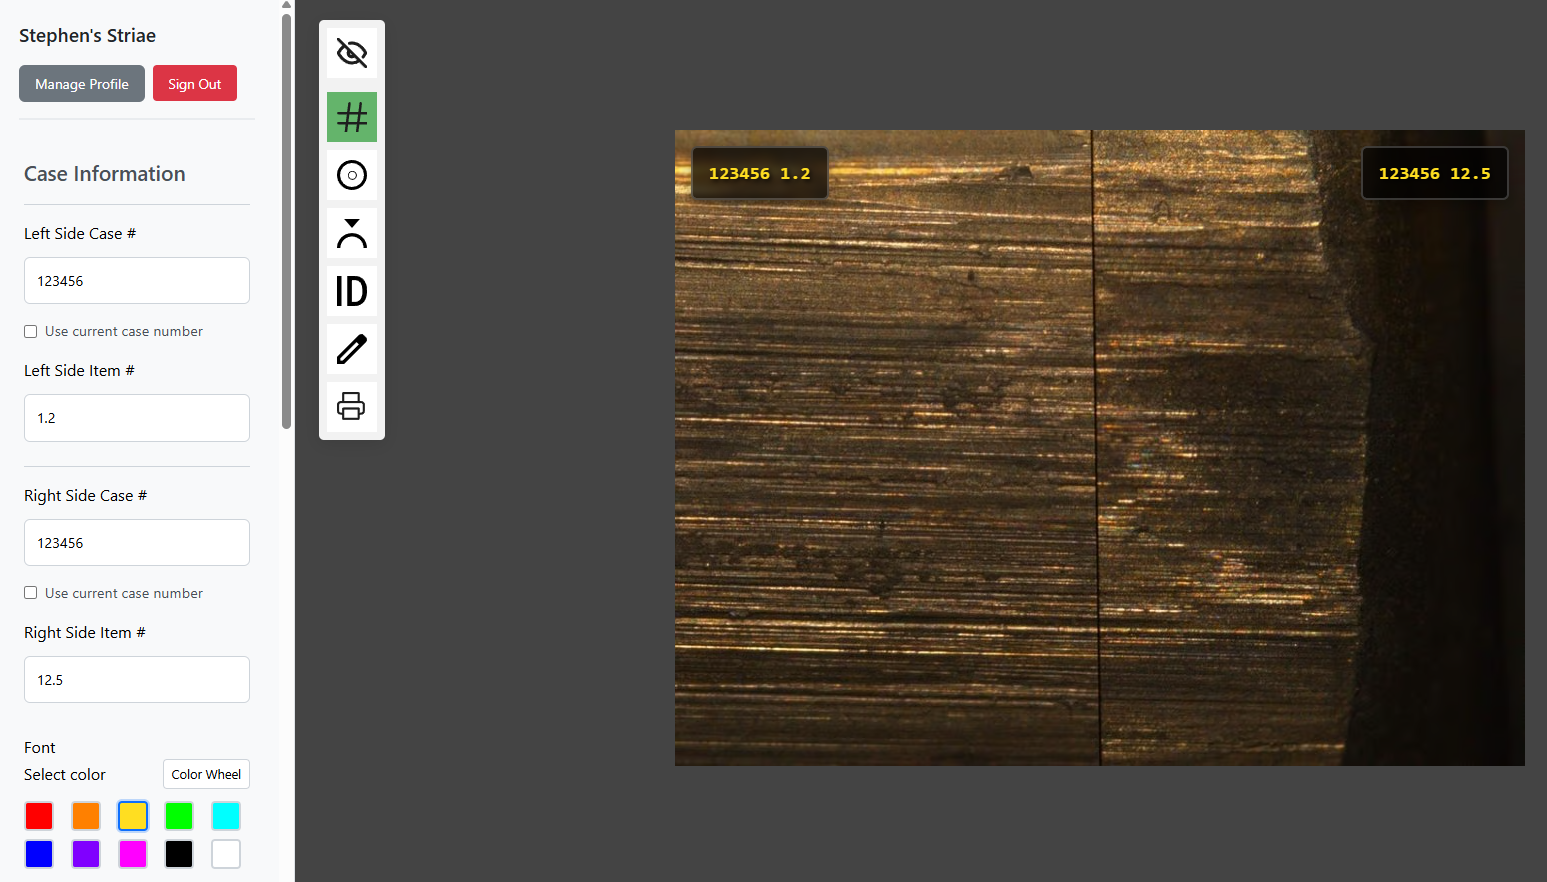 Stephen's Striae
Manage Profile
Sign Out
Case Information
Left Side Case #
123456
Use current case number
Left Side Item #
1.2
Right Side Case #
123456
Use current case number
Right Side Item #
12.5
Font
Select color
Color Wheel
ID
123456 1.2
123456 12.5